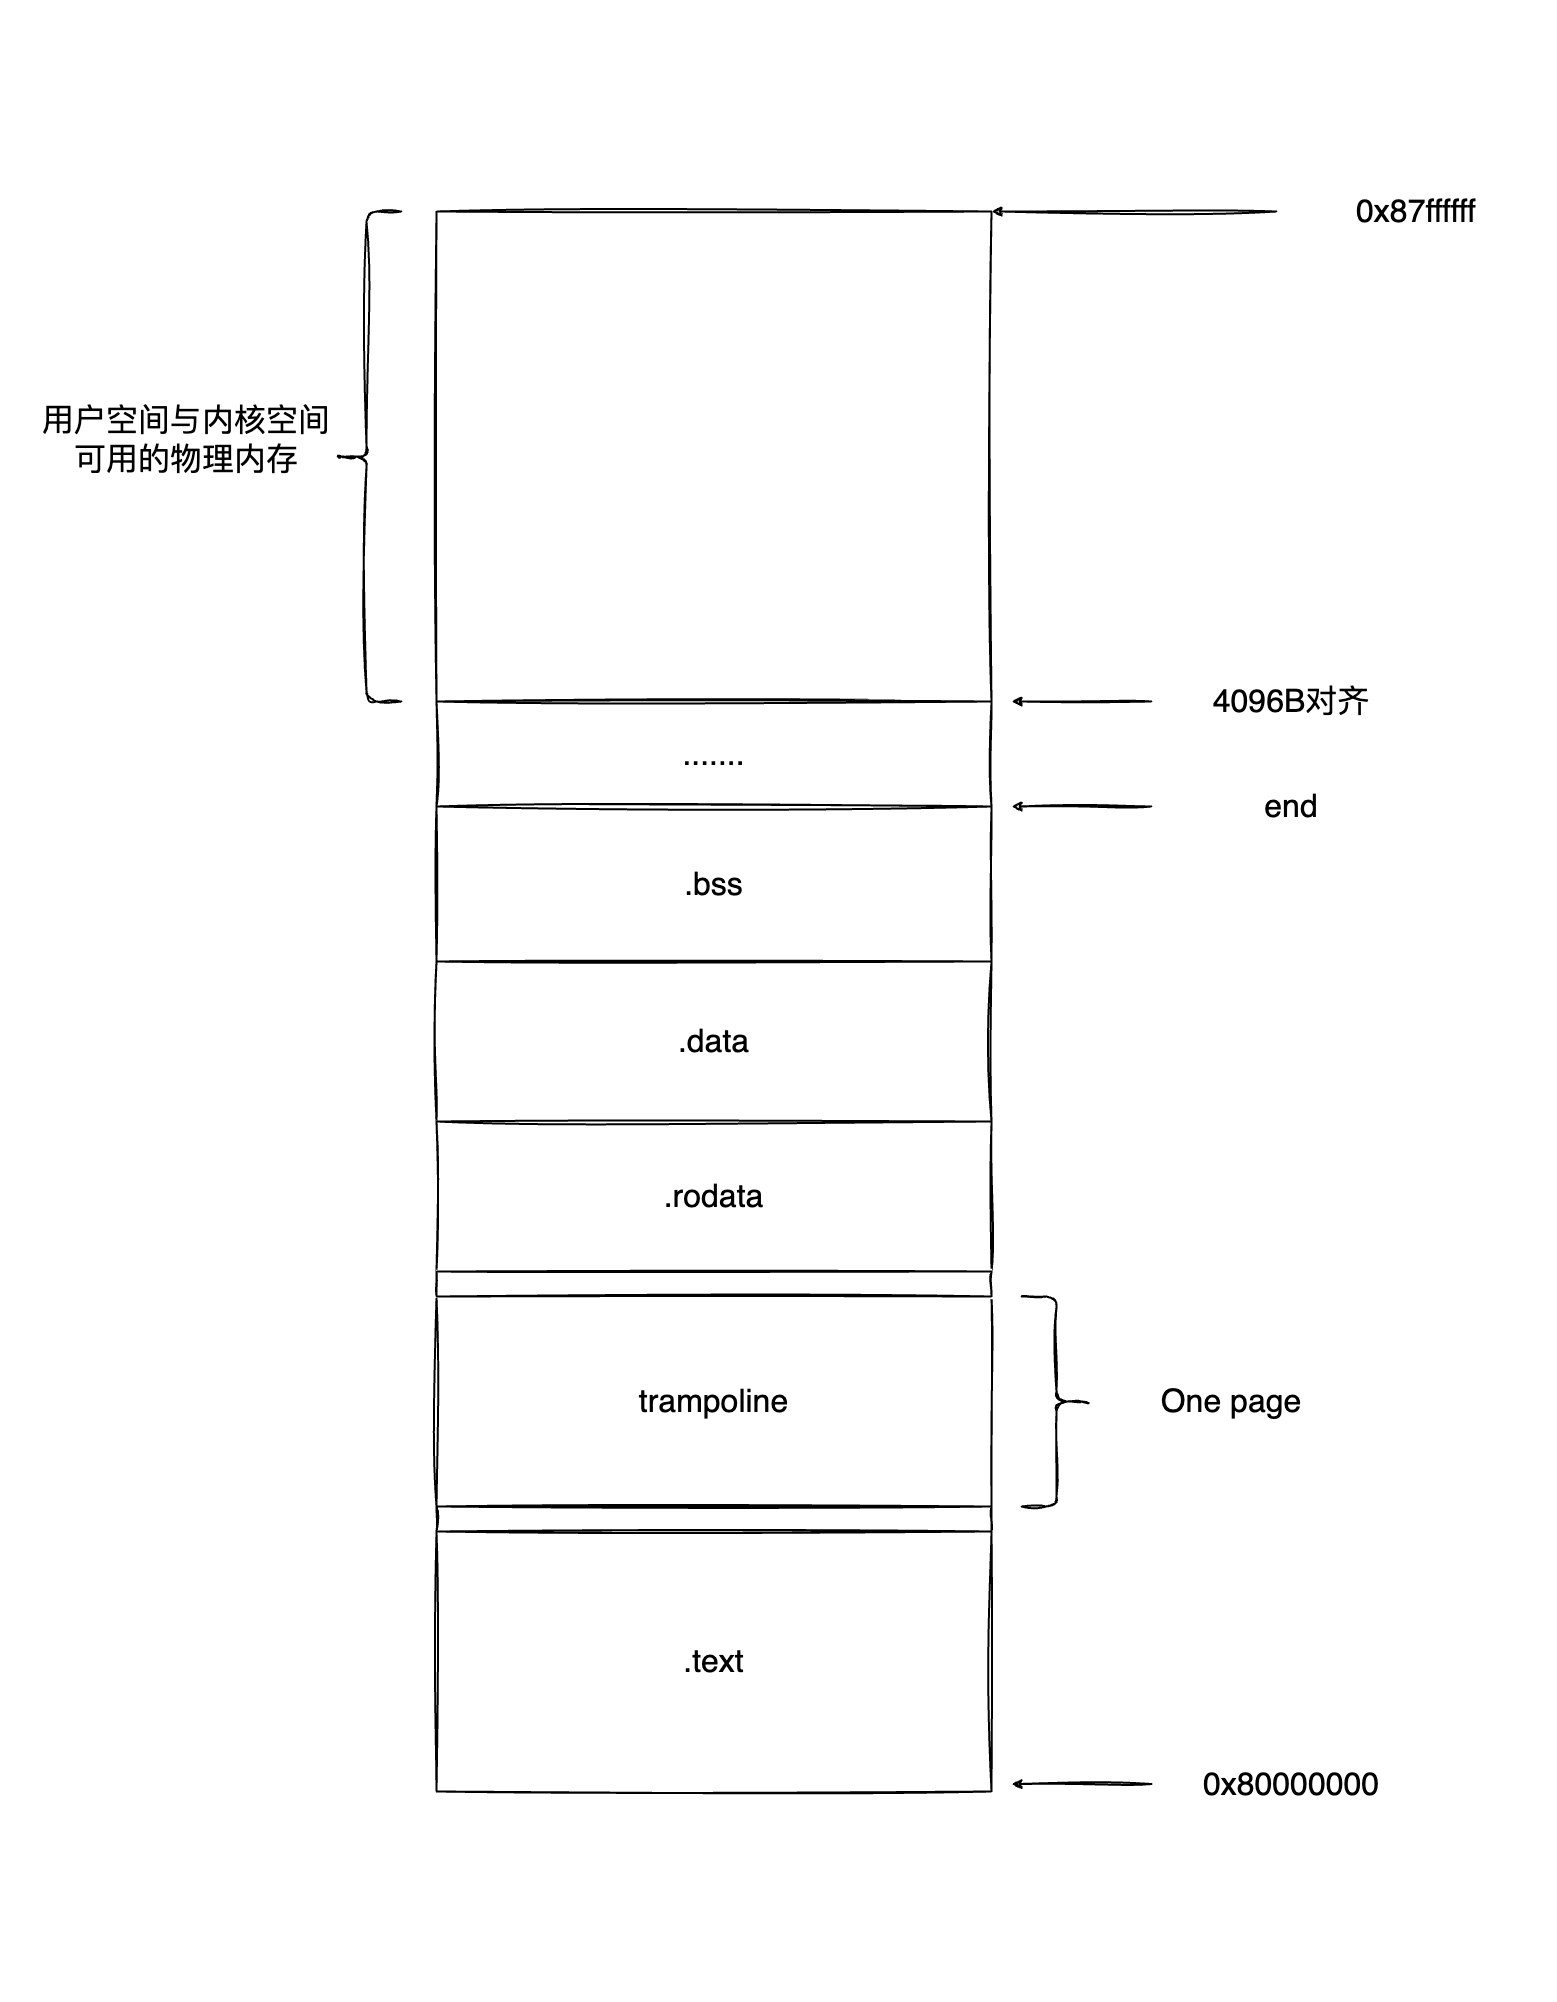 0x87ffffff
用户空间与内核空间
可用的物理内存
4096B对齐
.......
end
.bss
.data
.rodata
trampoline
One page
.text
0x80000000